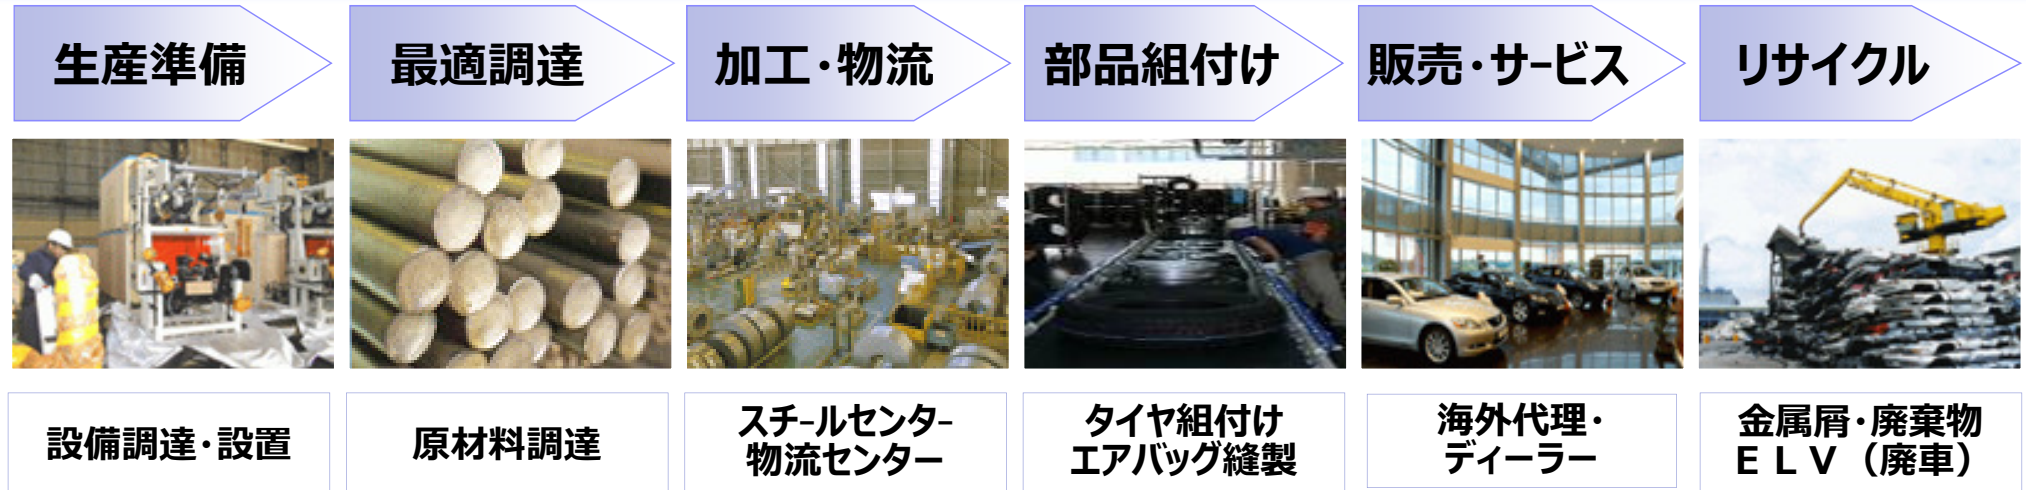 生産準備
最適調達
加工・物流
部品組付け
販売・サービス
リサイクル
設備調達・設置
原材料調達
スチールセンター
物流センター
タイヤ組付け
エアバッグ縫製
海外代理・
ディーラー
金属屑・廃棄物
ＥＬＶ（廃車）